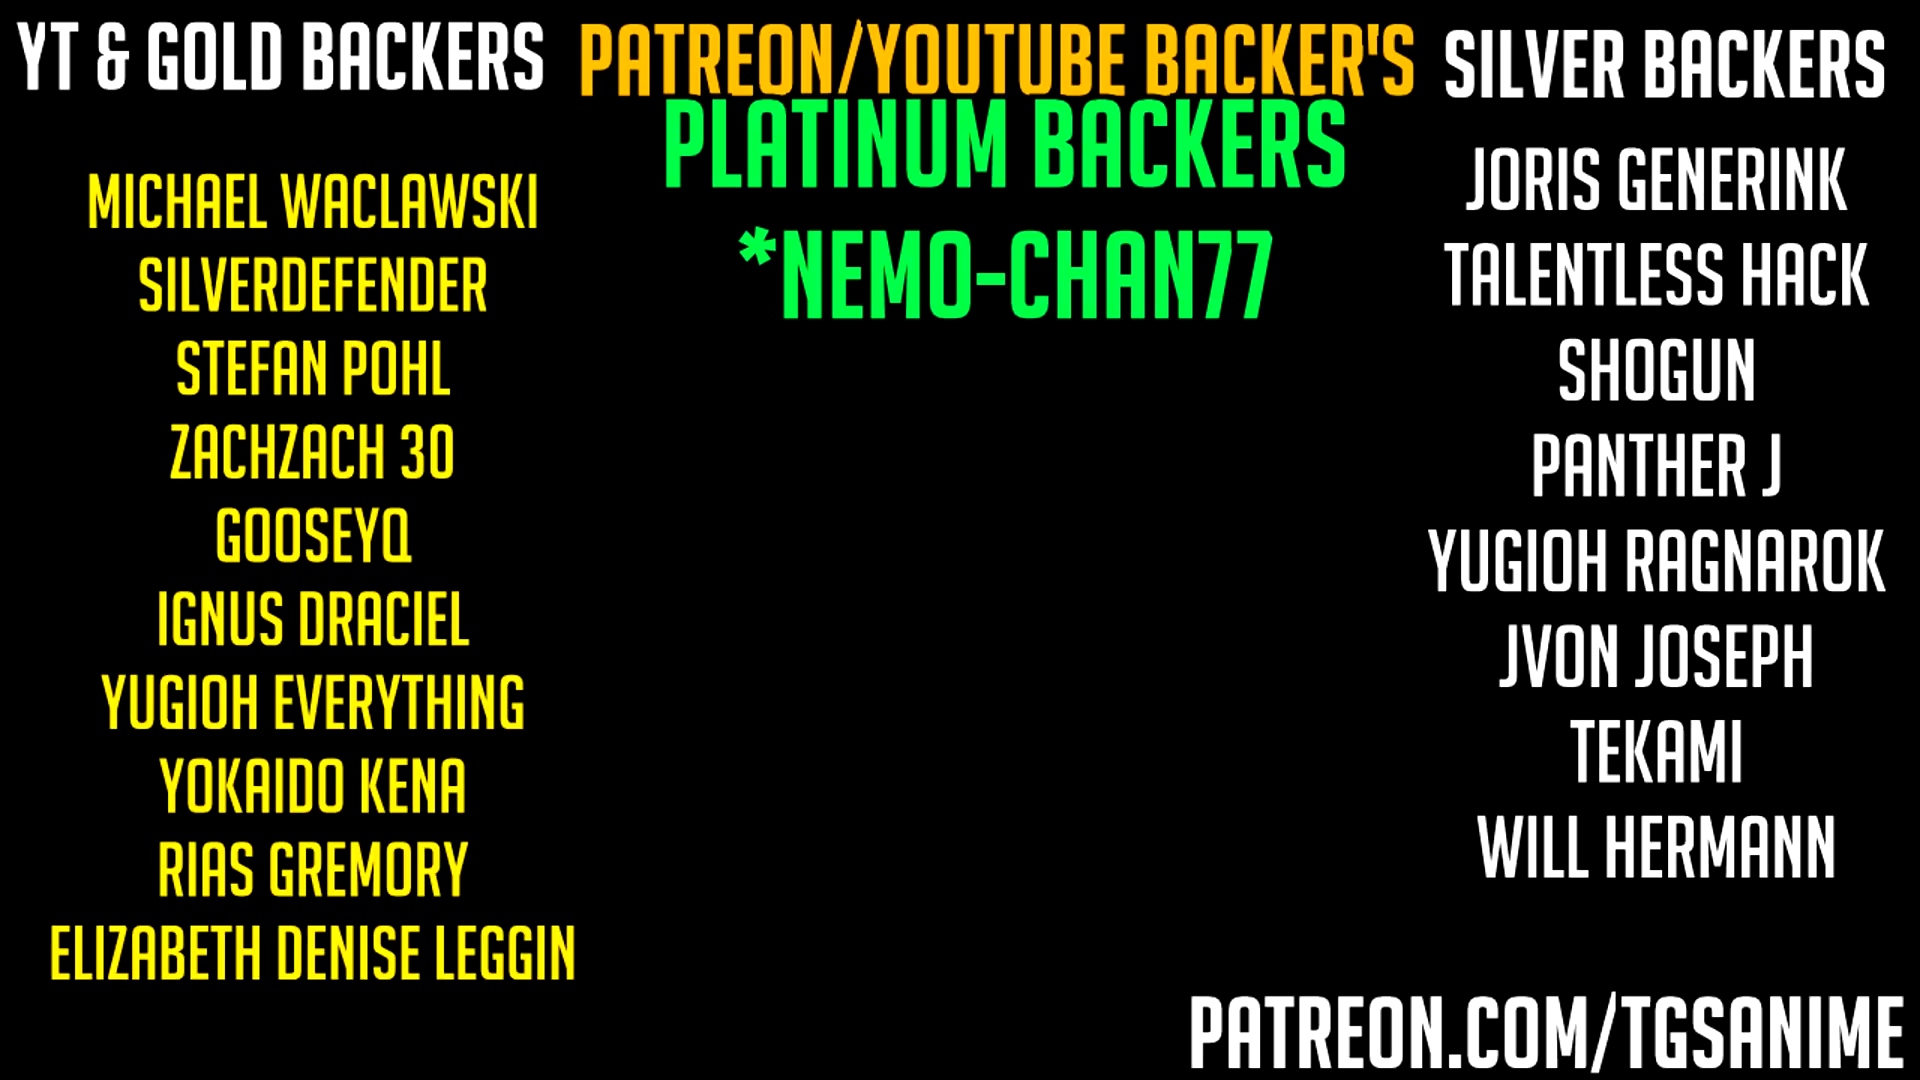 YT & GOLD BACKERS
MICHAEL WACLAWSKI
SILVERDEFENDER
STEFAN POHL
ZACHZACH 30
GOOSEYQ
IGNUS DRACIEL
YUGIOH EVERYTHING
YOKAIDO KENA
RIAS GREMORY
ELIZABETH DENISE LEGGIN
PATREON/YOUTUBE BACKER'S
PLATINUM BACKERS
*NEMO-CHAN77
SILVER BACKERS
JORIS GENERINK
TALENTLESS HACK
SHOGUN
PANTHER J
YUGIOH RAGNAROK
JVON JOSEPH
TEKAMI
WILL HERMANN
PATREON.COM/TGSANIME